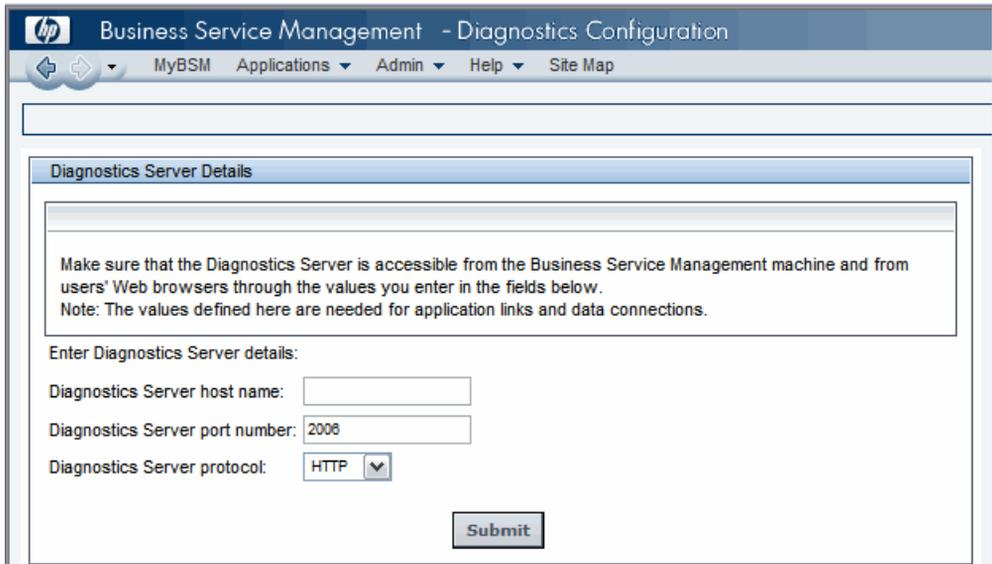 hp Business Service Management - Diagnostics Configuration
MyBSM Applications Admin Help Site Map
Diagnostics Server Details
Make sure that the Diagnostics Server is accessible from the Business Service Management machine and from
users' Web browsers through the values you enter in the fields below.
Note: The values defined here are needed for application links and data connections.
Enter Diagnostics Server details:
Diagnostics Server host name:
Diagnostics Server port number: 2006
Diagnostics Server protocol: HTTP
Submit